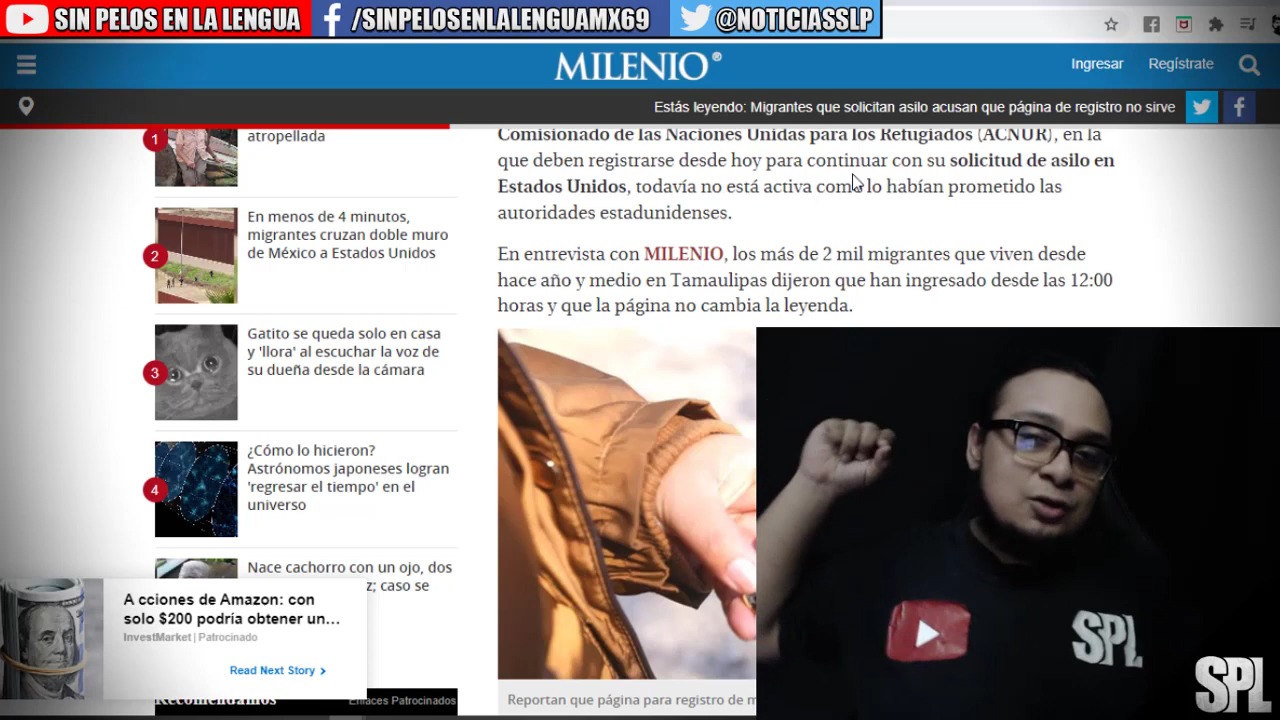 SIN PELOS EN LA LENGUA
/SINPELOSENLALENGUAMX69
@NOTICIASSLP
MILENIO®
Ingresar
Regístrate
Estás leyendo: Migrantes que solicitan asilo acusan que página de registro no sirve
1
atropellada
2
En menos de 4 minutos,
migrantes cruzan doble muro
de México a Estados Unidos
3
Gatito se queda solo en casa
y 'llora' al escuchar la voz de
su dueña desde la cámara
4
¿Cómo lo hicieron?
Astrónomos japoneses logran
'regresar el tiempo' en el
universo
Nace cachorro con un ojo, dos
z; caso se
A cciones de Amazon: con
solo $200 podría obtener un...
InvestMarket | Patrocinado
Read Next Story >
Recomendamos
Enlaces Patrocinados
Comisionado de las Naciones Unidas para los Refugiados (ACNUR), en la
que deben registrarse desde hoy para continuar con su solicitud de asilo en
Estados Unidos, todavía no está activa como lo habían prometido las
autoridades estadunidenses.
En entrevista con MILENIO, los más de 2 mil migrantes que viven desde
hace año y medio en Tamaulipas dijeron que han ingresado desde las 12:00
horas y que la página no cambia la leyenda.
Reportan que página para registro de m
SPL
SPL